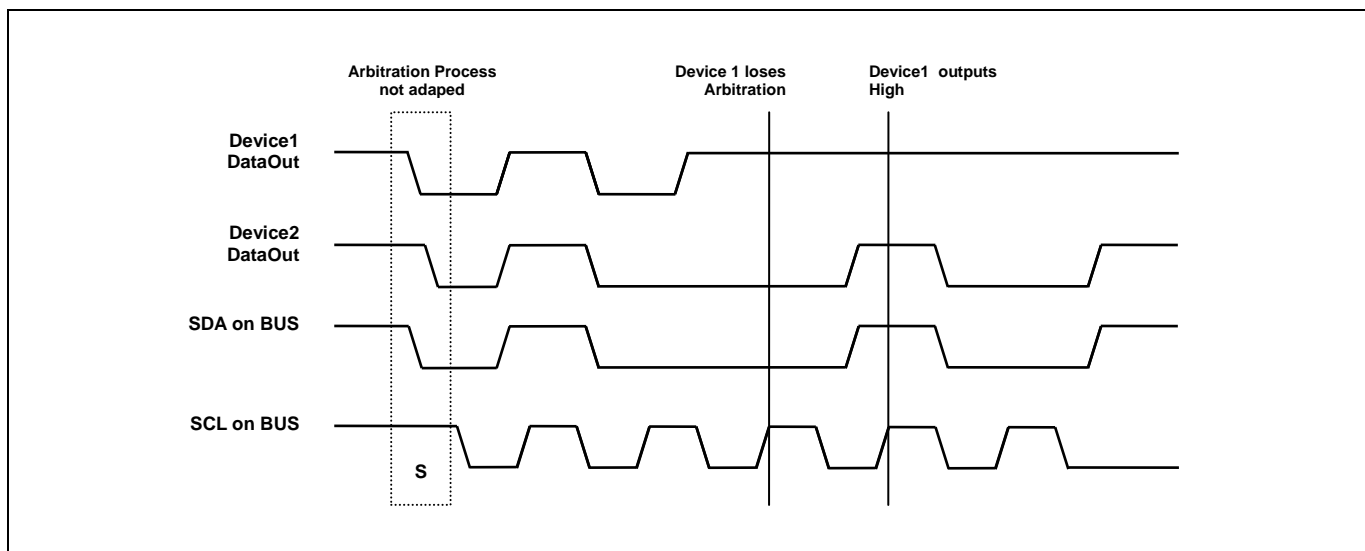 Arbitration Process
not adaped
Device 1 loses
Arbitration
Device1 outputs
High
Device1
DataOut
Device2
DataOut
SDA on BUS
SCL on BUS
S